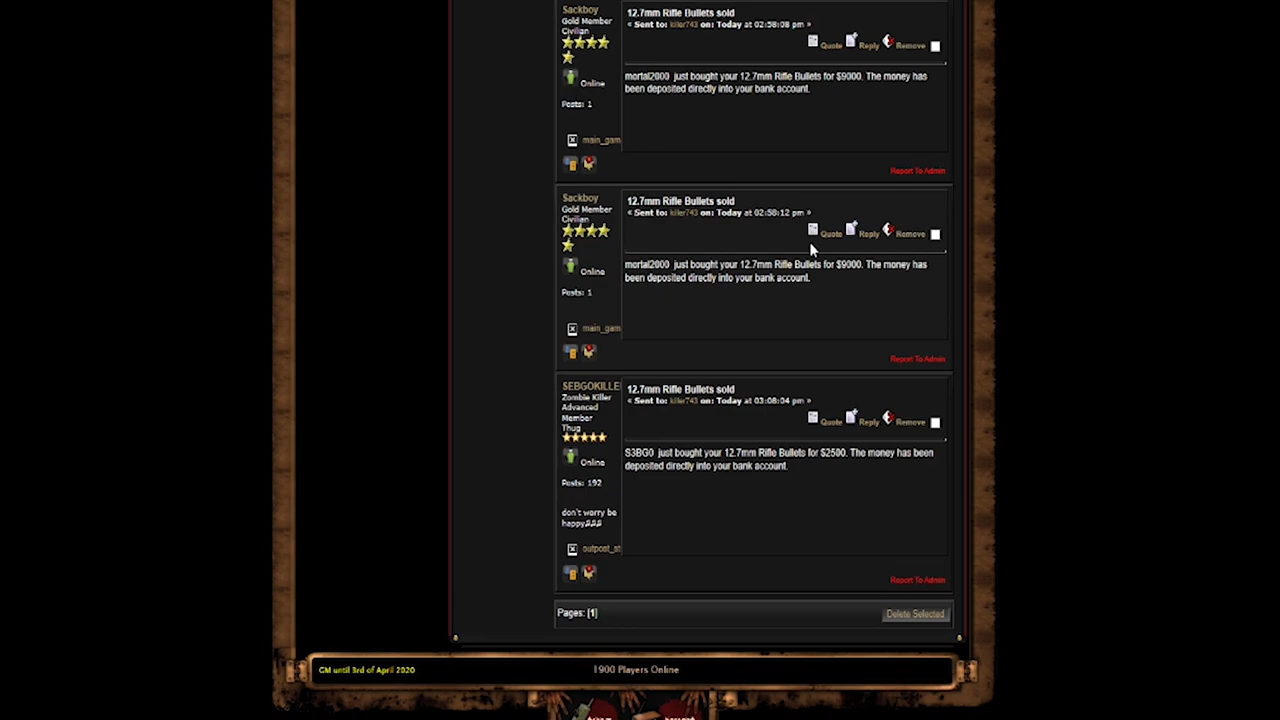 Sackboy
Gold Member
Civilian
Online
Posts: 1
main_gam
12.7mm Rifle Bullets sold
« Sent to: killer743 on: Today at 02:58:08 pm »
Quote Reply Remove
mortal2000 just bought your 12.7mm Rifle Bullets for $9000. The money has
been deposited directly into your bank account.
Report To Admin
Sackboy
Gold Member
Civilian
Online
Posts: 1
main_gam
12.7mm Rifle Bullets sold
« Sent to: killer743 on: Today at 02:58:12 pm »
Quote Reply Remove
mortal2000 just bought your 12.7mm Rifle Bullets for $9000. The money has
been deposited directly into your bank account.
Report To Admin
SEBGOKILLE
Zombie Killer
Advanced
Member
Thug
Online
Posts: 192
don't worry be
happy♫♫♫
outpost_st
12.7mm Rifle Bullets sold
« Sent to: killer743 on: Today at 03:08:04 pm »
Quote Reply Remove
S3BG0 just bought your 12.7mm Rifle Bullets for $2500. The money has been
deposited directly into your bank account.
Report To Admin
Pages: [1]
Delete Selected
GM until 3rd of April 2020
1900 Players Online